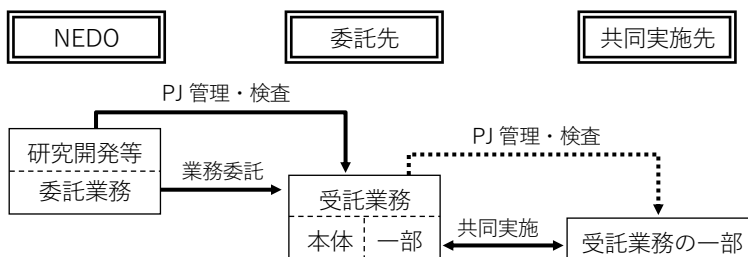 NEDO
委託先
共同実施先
PJ 管理・検査
PJ 管理・検査
研究開発等
委託業務
業務委託
受託業務
本体
一部
共同実施
受託業務の一部